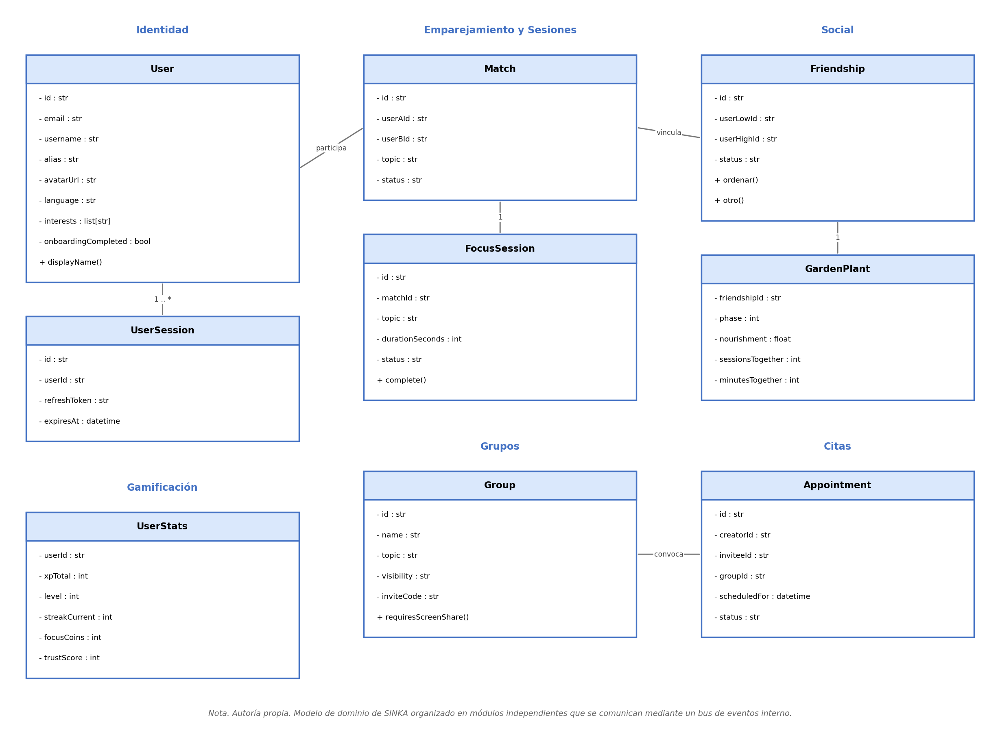 Identidad
User
- id : str
- email : str
- username : str
- alias : str
- avatarUrl : str
- language : str
- interests : list[str]
- onboardingCompleted : bool
+ displayName()
1 .. *
UserSession
- id : str
- userId : str
- refreshToken : str
- expiresAt : datetime
Gamificación
UserStats
- userId : str
- xpTotal : int
- level : int
- streakCurrent : int
- focusCoins : int
- trustScore : int
participa
Emparejamiento y Sesiones
Match
- id : str
- userAId : str
- userBId : str
- topic : str
- status : str
1
FocusSession
- id : str
- matchId : str
- topic : str
- durationSeconds : int
- status : str
+ complete()
Grupos
Group
- id : str
- name : str
- topic : str
- visibility : str
- inviteCode : str
+ requiresScreenShare()
vincula
convoca
Social
Friendship
- id : str
- userLowId : str
- userHighId : str
- status : str
+ ordenar()
+ otro()
1
GardenPlant
- friendshipId : str
- phase : int
- nourishment : float
- sessionsTogether : int
- minutesTogether : int
Citas
Appointment
- id : str
- creatorId : str
- inviteeId : str
- groupId : str
- scheduledFor : datetime
- status : str
Nota. Autoría propia. Modelo de dominio de SINKA organizado en módulos independientes que se comunican mediante un bus de eventos interno.